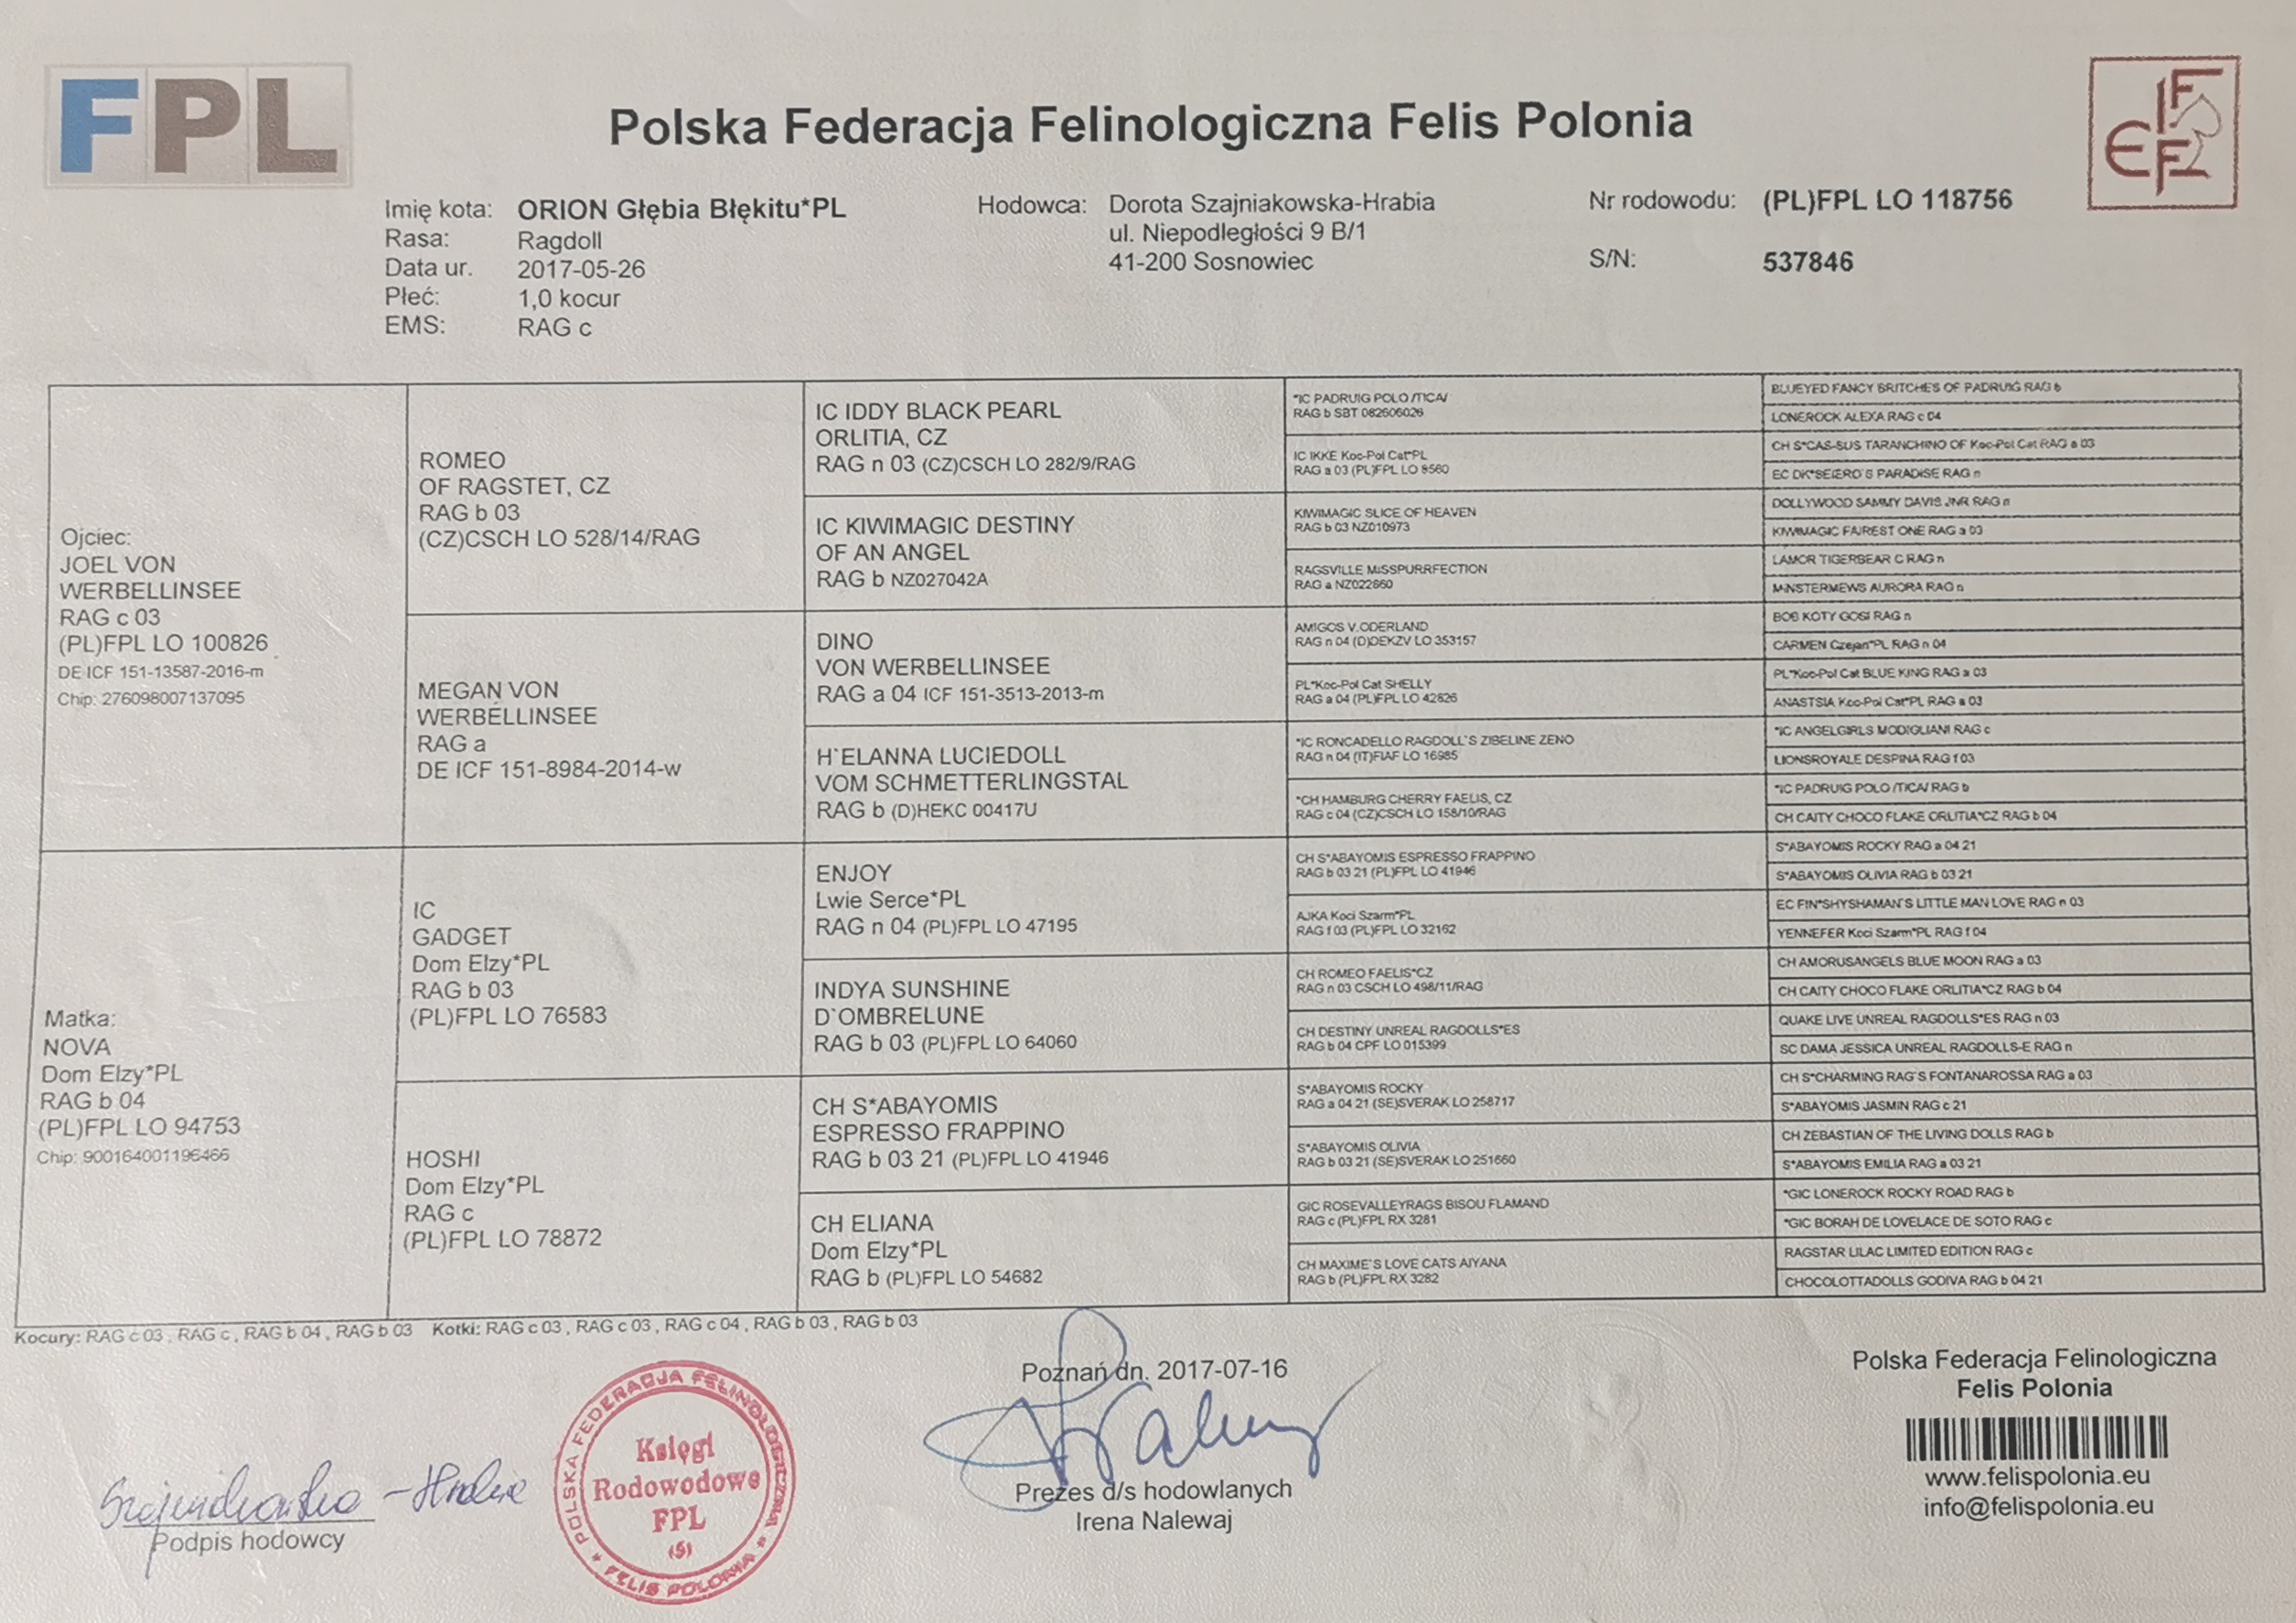 FPL
Polska Federacja Felinologiczna Felis Polonia
FIFE
Imię kota: ORION Głębia Błękitu*PL
Rasa: Ragdoll
Data ur. 2017-05-26
Płeć: 1,0 kocur
EMS: RAG c
Hodowca: Dorota Szajniakowska-Hrabia
ul. Niepodległości 9 B/1
41-200 Sosnowiec
Nr rodowodu: (PL)FPL LO 118756
S/N: 537846
Ojciec:
JOEL VON
WERBELLINSEE
RAG c 03
(PL)FPL LO 100826
DE ICF 151-13587-2016-m
Chip: 276098007137095
Matka:
NOVA
Dom Elzy*PL
RAG b 04
(PL)FPL LO 94753
Chip: 900164001196466
ROMEO
OF RAGSTET, CZ
RAG b 03
(CZ)CSCH LO 528/14/RAG
MEGAN VON
WERBELLINSEE
RAG a
DE ICF 151-8984-2014-w
IC
GADGET
Dom Elzy*PL
RAG b 03
(PL)FPL LO 76583
HOSHI
Dom Elzy*PL
RAG c
(PL)FPL LO 78872
IC IDDY BLACK PEARL
ORLITIA, CZ
RAG n 03 (CZ)CSCH LO 282/9/RAG
IC KIWIMAGIC DESTINY
OF AN ANGEL
RAG b NZ027042A
DINO
VON WERBELLINSEE
RAG a 04 ICF 151-3513-2013-m
H`ELANNA LUCIEDOLL
VOM SCHMETTERLINGSTAL
RAG b (D)HEKC 00417U
ENJOY
Lwie Serce*PL
RAG n 04 (PL)FPL LO 47195
INDYA SUNSHINE
D`OMBRELUNE
RAG b 03 (PL)FPL LO 64060
CH S*ABAYOMIS
ESPRESSO FRAPPINO
RAG b 03 21 (PL)FPL LO 41946
CH ELIANA
Dom Elzy*PL
RAG b (PL)FPL LO 54682
*IC PADRUIG POLO /TICA/
RAG b SBT 082606026
IC IKKE Koc-Pol Cat*PL
RAG a 03 (PL)FPL LO 8560
KIWIMAGIC SLICE OF HEAVEN
RAG b 03 NZ010973
RAGSVILLE MISSPURRFECTION
RAG a NZ022860
AMIGOS V.ODERLAND
RAG n 04 (D)DEKZV LO 353157
PL*Koc-Pol Cat SHELLY
RAG a 04 (PL)FPL LO 42826
*IC RONCADELLO RAGDOLL`S ZIBELINE ZENO
RAG n 04 (IT)FIAF LO 16985
*CH HAMBURG CHERRY FAELIS, CZ
RAG c 04 (CZ)CSCH LO 158/10/RAG
CH S*ABAYOMIS ESPRESSO FRAPPINO
RAG b 03 21 (PL)FPL LO 41946
AJKA Koci Szarm*PL
RAG f 03 (PL)FPL LO 32162
CH ROMEO FAELIS*CZ
RAG n 03 CSCH LO 498/11/RAG
CH DESTINY UNREAL RAGDOLLS*ES
RAG b 04 CPF LO 015399
S*ABAYOMIS ROCKY
RAG a 04 21 (SE)SVERAK LO 258717
S*ABAYOMIS OLIVIA
RAG b 03 21 (SE)SVERAK LO 251660
GIC ROSEVALLEYRAGS BISOU FLAMAND
RAG c (PL)FPL RX 3281
CH MAXIME`S LOVE CATS AIYANA
RAG b (PL)FPL RX 3282
BLUEYED FANCY BRITCHES OF PADRUIG RAG b
LONEROCK ALEXA RAG c 04
CH S*CAS-SUS TARANCHINO OF Koc-Pol Cat RAG a 03
EC DK*SEIERO`S PARADISE RAG n
DOLLYWOOD SAMMY DAVIS JNR RAG n
KIWIMAGIC FAIREST ONE RAG a 03
LAMOR TIGERBEAR C RAG n
MINSTERMEWS AURORA RAG n
BOB KOTY GOSI RAG n
CARMEN Czejan*PL RAG n 04
PL*Koc-Pol Cat BLUE KING RAG a 03
ANASTSIA Koc-Pol Cat*PL RAG a 03
*IC ANGELGIRLS MODIGLIANI RAG c
LIONSROYALE DESPINA RAG f 03
*IC PADRUIG POLO /TICA/ RAG b
CH CAITY CHOCO FLAKE ORLITIA*CZ RAG b 04
S*ABAYOMIS ROCKY RAG a 04 21
S*ABAYOMIS OLIVIA RAG b 03 21
EC FIN*SHYSHAMAN`S LITTLE MAN LOVE RAG n 03
YENNEFER Koci Szarm*PL RAG f 04
CH AMORUSANGELS BLUE MOON RAG a 03
CH CAITY CHOCO FLAKE ORLITIA*CZ RAG b 04
QUAKE LIVE UNREAL RAGDOLLS*ES RAG n 03
SC DAMA JESSICA UNREAL RAGDOLLS-E RAG n
CH S*CHARMING RAG`S FONTANAROSSA RAG a 03
S*ABAYOMIS JASMIN RAG c 21
CH ZEBASTIAN OF THE LIVING DOLLS RAG b
S*ABAYOMIS EMILIA RAG a 03 21
*GIC LONEROCK ROCKY ROAD RAG b
*GIC BORAH DE LOVELACE DE SOTO RAG c
RAGSTAR LILAC LIMITED EDITION RAG c
CHOCOLOTTADOLLS GODIVA RAG b 04 21
Kocury: RAG c 03 , RAG c , RAG b 04 , RAG b 03 Kotki: RAG c 03 , RAG c 03 , RAG c 04 , RAG b 03 , RAG b 03
Szajniakowska-Hrabia
Podpis hodowcy
POLSKA FEDERACJA FELINOLOGICZNA * FELIS POLONIA *
Księgi
Rodowodowe
FPL
(5)
Poznań dn. 2017-07-16
Prezes d/s hodowlanych
Irena Nalewaj
Polska Federacja Felinologiczna
Felis Polonia
www.felispolonia.eu
info@felispolonia.eu